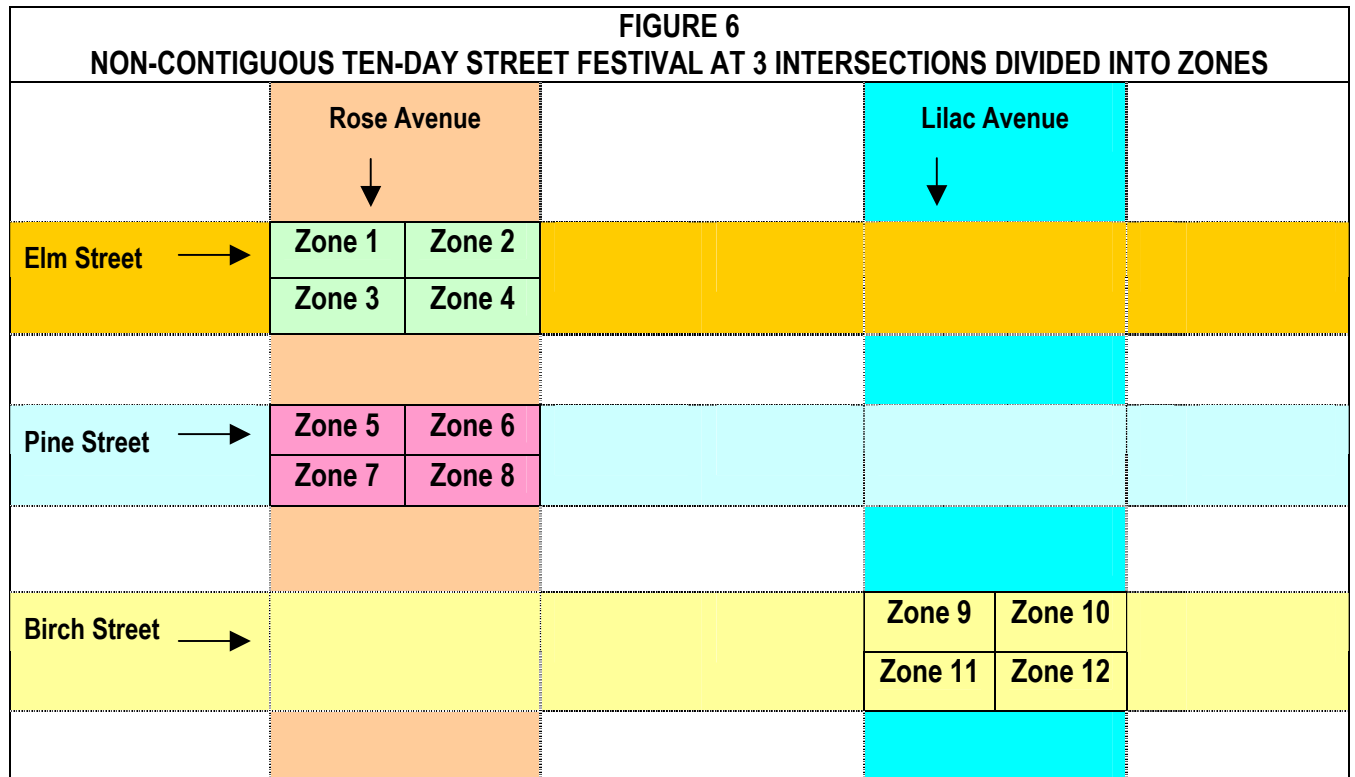 FIGURE 6
NON-CONTIGUOUS TEN-DAY STREET FESTIVAL AT 3 INTERSECTIONS DIVIDED INTO ZONES
Rose Avenue
Lilac Avenue
Elm Street
Zone 1
Zone 2
Zone 3
Zone 4
Pine Street
Zone 5
Zone 6
Zone 7
Zone 8
Birch Street
Zone 9
Zone 10
Zone 11
Zone 12